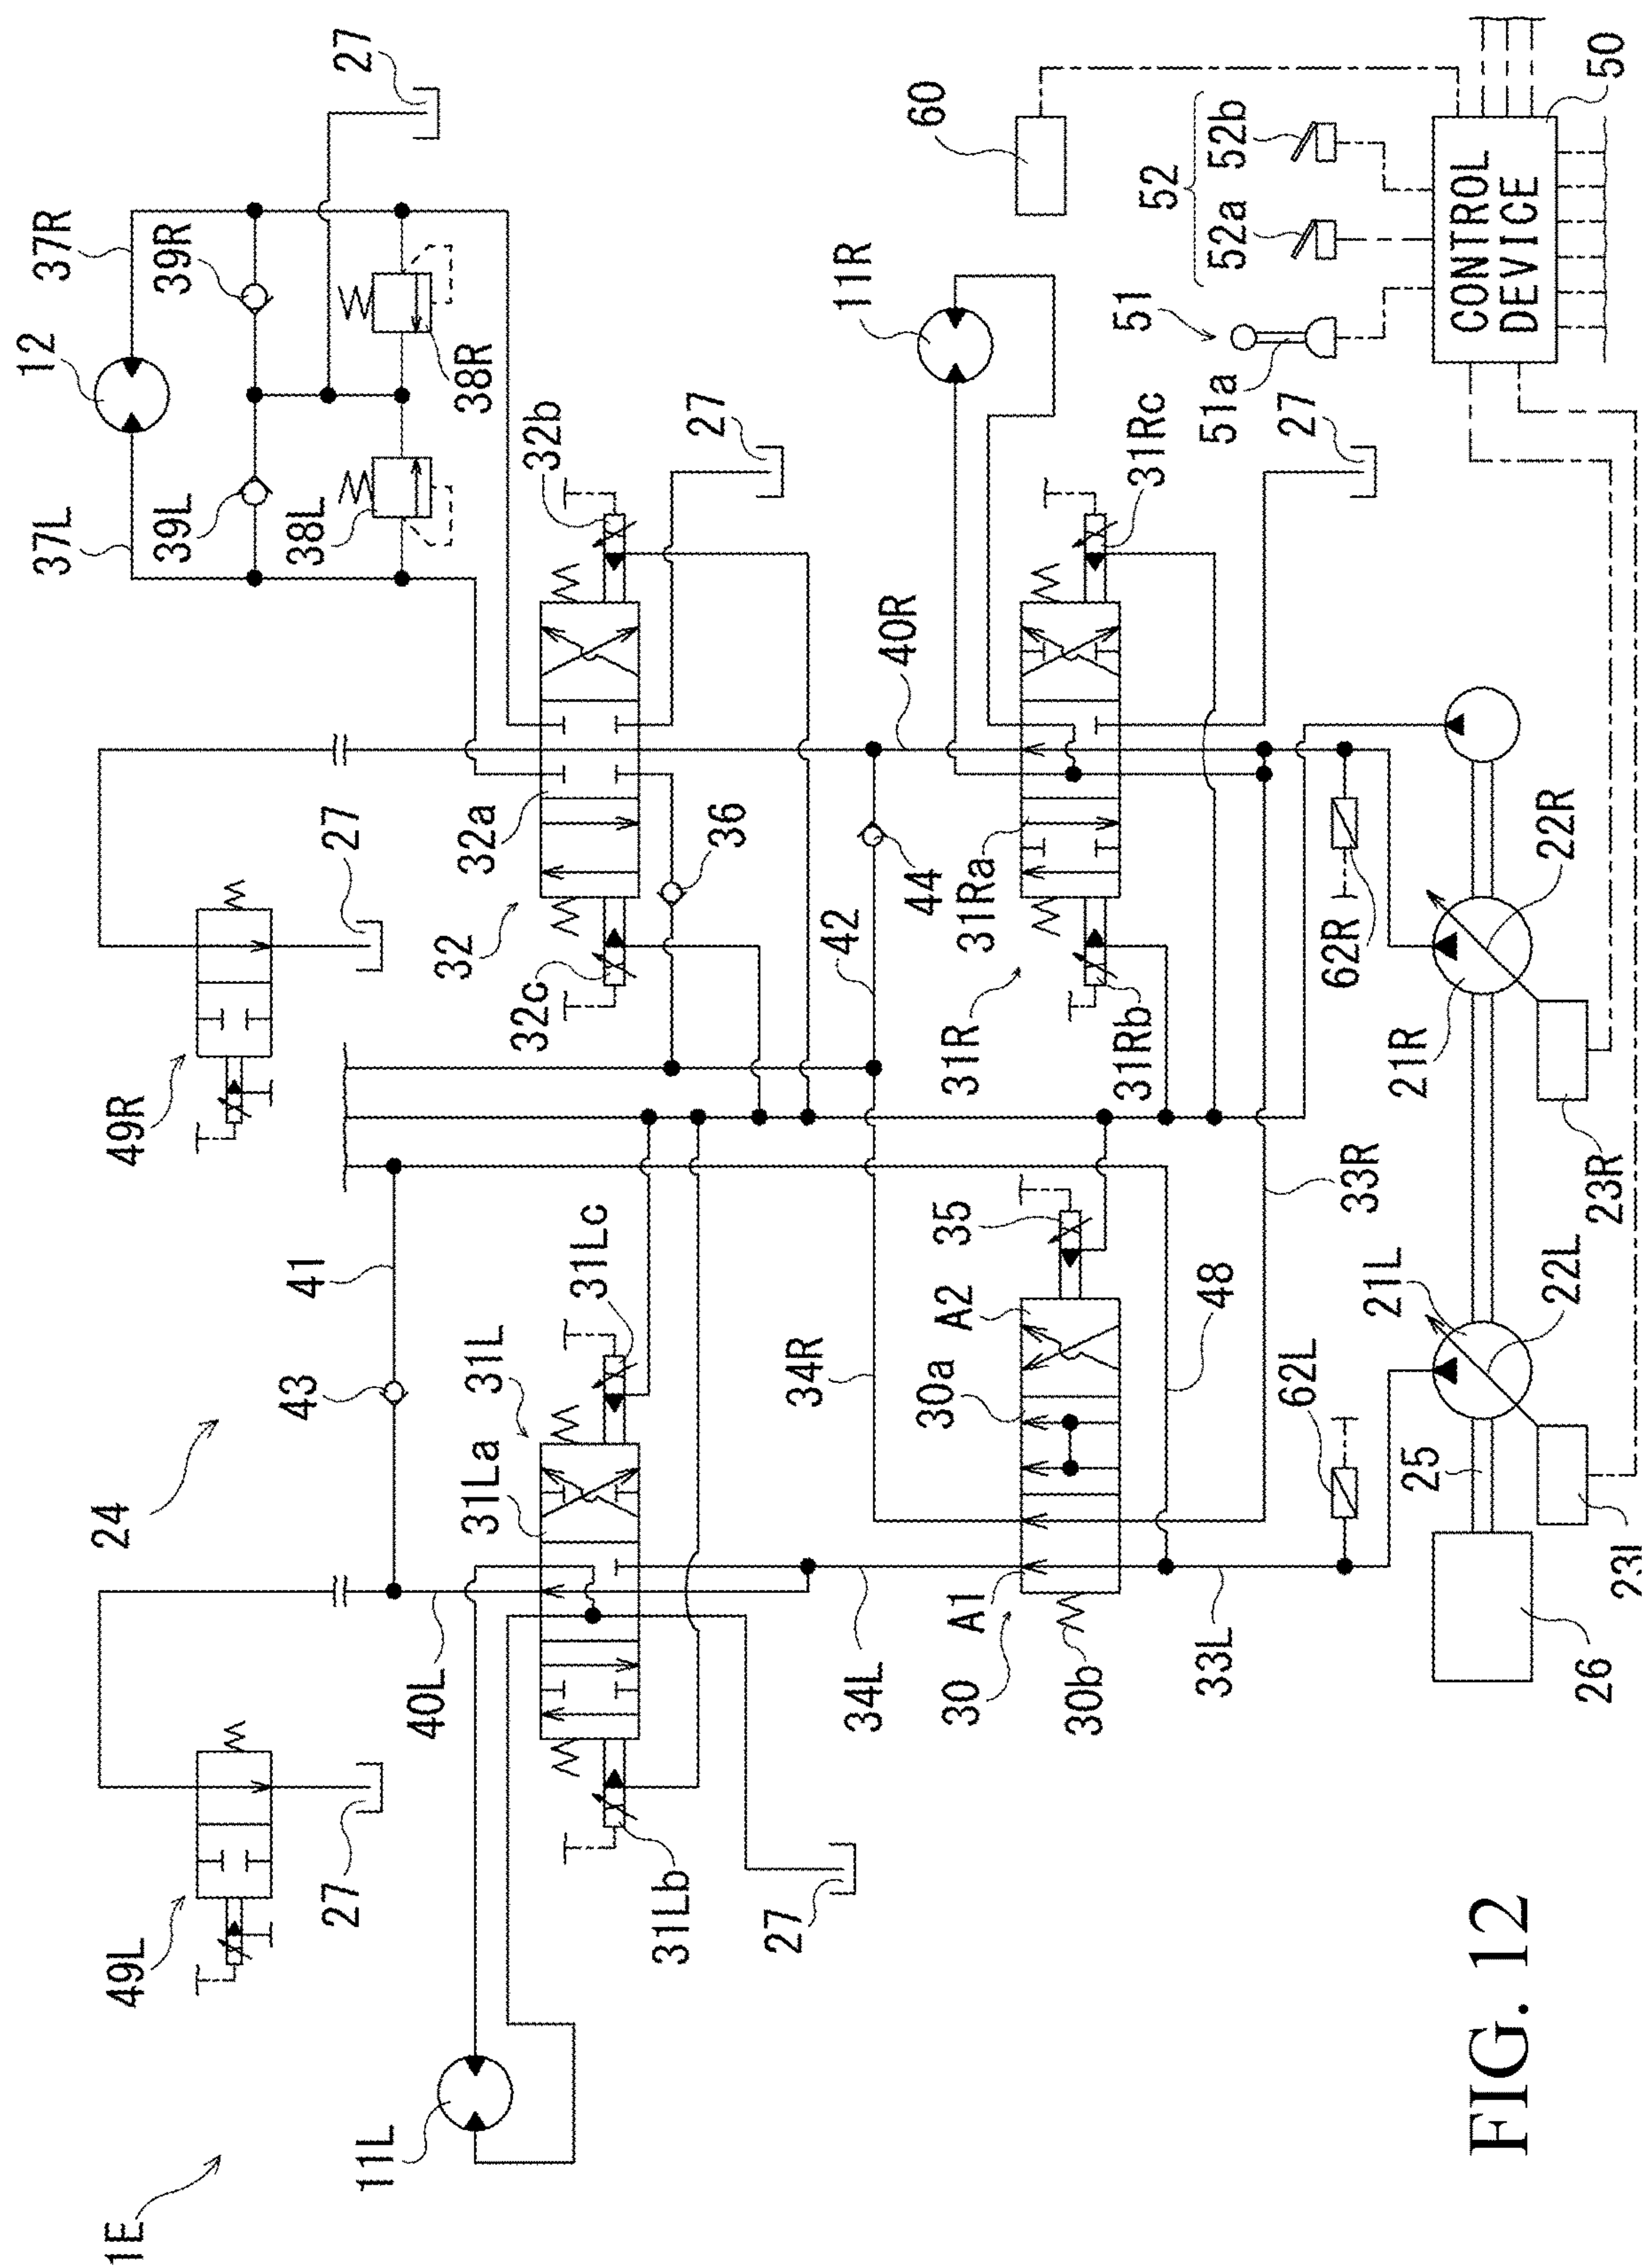 1E
24
49L
27
49R
27
12
37L
37R
39L
39R
38L
38R
27
11L
40L
43
41
31La
31L
31Lc
31Lb
27
32
32a
32b
32c
36
27
34L
34R
42
44
40R
30
A1
30a
A2
35
30b
48
33L
33R
31R
31Ra
31Rb
31Rc
11R
27
60
62L
62R
26
25
21L
22L
23L
21R
22R
23R
51
51a
52
52a
52b
CONTROL
DEVICE
50
FIG. 12